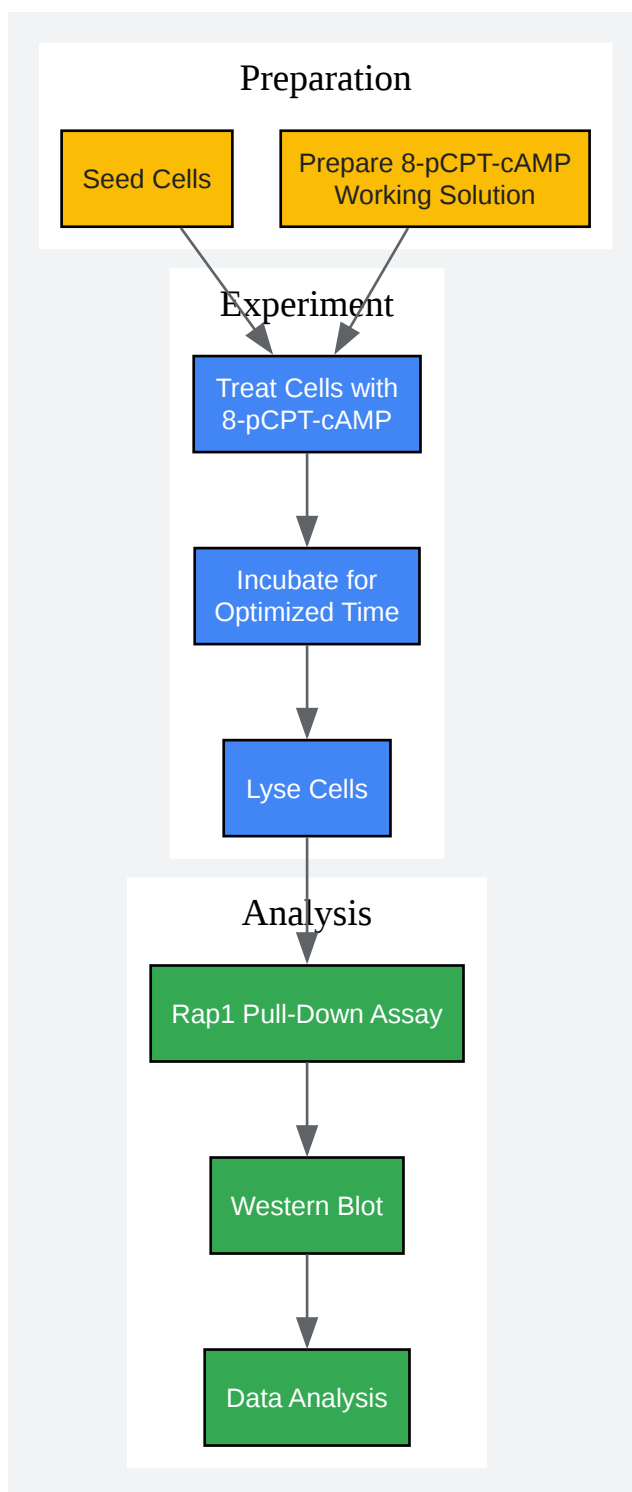 Preparation
Seed Cells
Prepare 8-pCPT-cAMP
Working Solution
Experiment
Treat Cells with
8-pCPT-cAMP
Incubate for
Optimized Time
Lyse Cells
Analysis
Rap1 Pull-Down Assay
Western Blot
Data Analysis